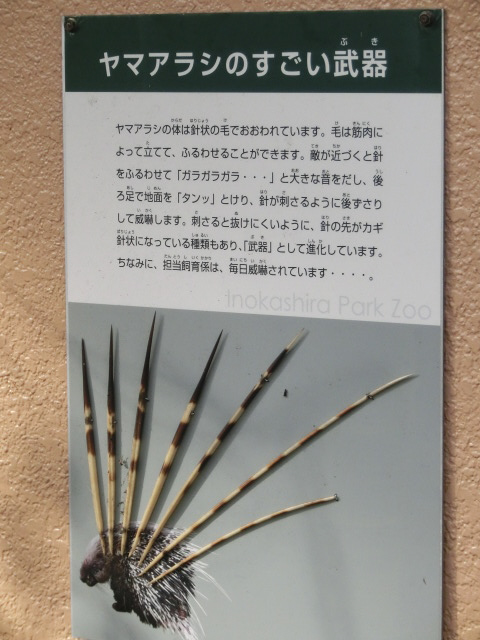 ヤマアラシのすごい武器
ヤマアラシの体は針状の毛でおおわれています。毛は筋肉に
よって立てて、ふるわせることができます。敵が近づくと針
をふるわせて「ガラガラガラ・・・」と大きな音をだし、後
ろ足で地面を「タンッ」とけり、針が刺さるように後ずさり
して威嚇します。刺さると抜けにくいように、針の先がカギ
針状になっている種類もあり、「武器」として進化しています。
ちなみに、担当飼育係は、毎日威嚇されています・・・・。
Inokashira Park Zoo